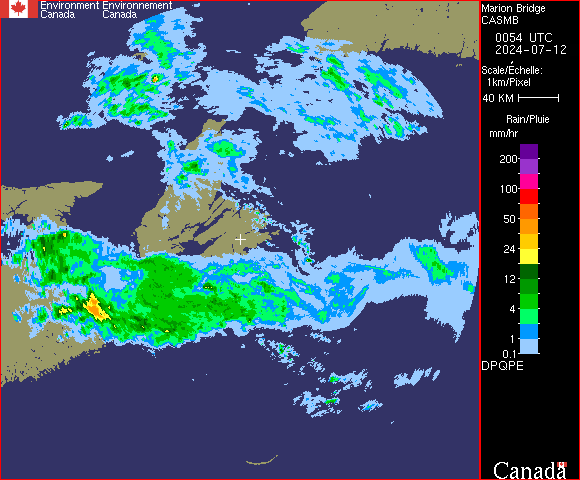 Environment Environnement
Canada Canada
Marion Bridge
CASMB
0054 UTC
2024-07-12
Scale/Echelle:
1km/Pixel
40 KM
Rain/Pluie
mm/hr
200
100
50
24
12
4
1
0.1
DPQPE
Canada